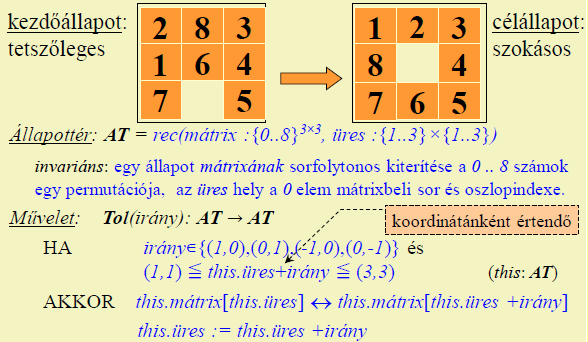 kezdőállapot:
tetszőleges
2 8 3
1 6 4
7 5
1 2 3
8 4
7 6 5
célállapot:
szokásos
Állapottér: AT = rec(mátrix :{0..8}³ˣ³, üres :{1..3}×{1..3})
invariáns: egy állapot mátrixának sorfolytonos kiterítése a 0 .. 8 számok
egy permutációja, az üres hely a 0 elem mátrixbeli sor és oszlopindexe.
Művelet: Tol(irány): AT → AT
koordinátánként értendő
HA irány∈{(1,0),(0,1),(-1,0),(0,-1)} és
(1,1) ≦ this.üres+irány ≦ (3,3) (this: AT)
AKKOR this.mátrix[this.üres] ↔ this.mátrix[this.üres +irány]
this.üres := this.üres +irány